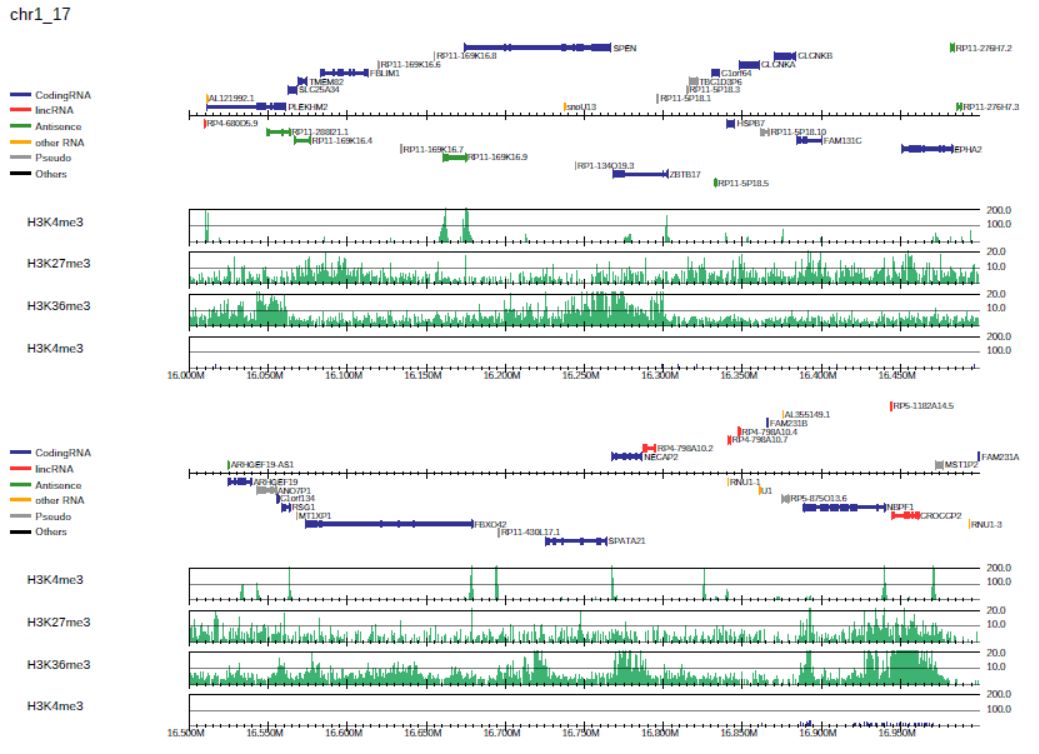 chr1_17
SPEN
RP11-276H7.2
RP11-169K16.8
CLCNKB
RP11-169K16.6
CLCNKA
FBLIM1
C1orf64
TMEM82
TBC1D3P6
SLC25A34
RP11-5P18.3
CodingRNA
AL121992.1
RP11-5P18.1
PLEKHM2
snoU13
RP11-276H7.3
lincRNA
RP4-680D5.9
HSPB7
Antisence
RP11-288I21.1
RP11-5P18.10
other RNA
RP11-169K16.4
FAM131C
RP11-169K16.7
EPHA2
Pseudo
RP11-169K16.9
RP1-134O19.3
Others
ZBTB17
RP11-5P18.5
H3K4me3
200.0
100.0
H3K27me3
20.0
10.0
H3K36me3
20.0
10.0
H3K4me3
200.0
100.0
16.000M 16.050M 16.100M 16.150M 16.200M 16.250M 16.300M 16.350M 16.400M 16.450M
RP5-1182A14.5
AL355149.1
FAM231B
RP4-798A10.4
RP4-798A10.7
RP4-798A10.2
CodingRNA
NECAP2
FAM231A
lincRNA
ARHGEF19-AS1
MST1P2
Antisence
ARHGEF19
RNU1-1
ANO7P1
U1
other RNA
C1orf134
RP5-875O13.6
RSG1
NBPF1
Pseudo
MT1XP1
CROCCP2
FBXO42
RNU1-3
Others
RP11-430L17.1
SPATA21
H3K4me3
200.0
100.0
H3K27me3
20.0
10.0
H3K36me3
20.0
10.0
H3K4me3
200.0
100.0
16.500M 16.550M 16.600M 16.650M 16.700M 16.750M 16.800M 16.850M 16.900M 16.950M